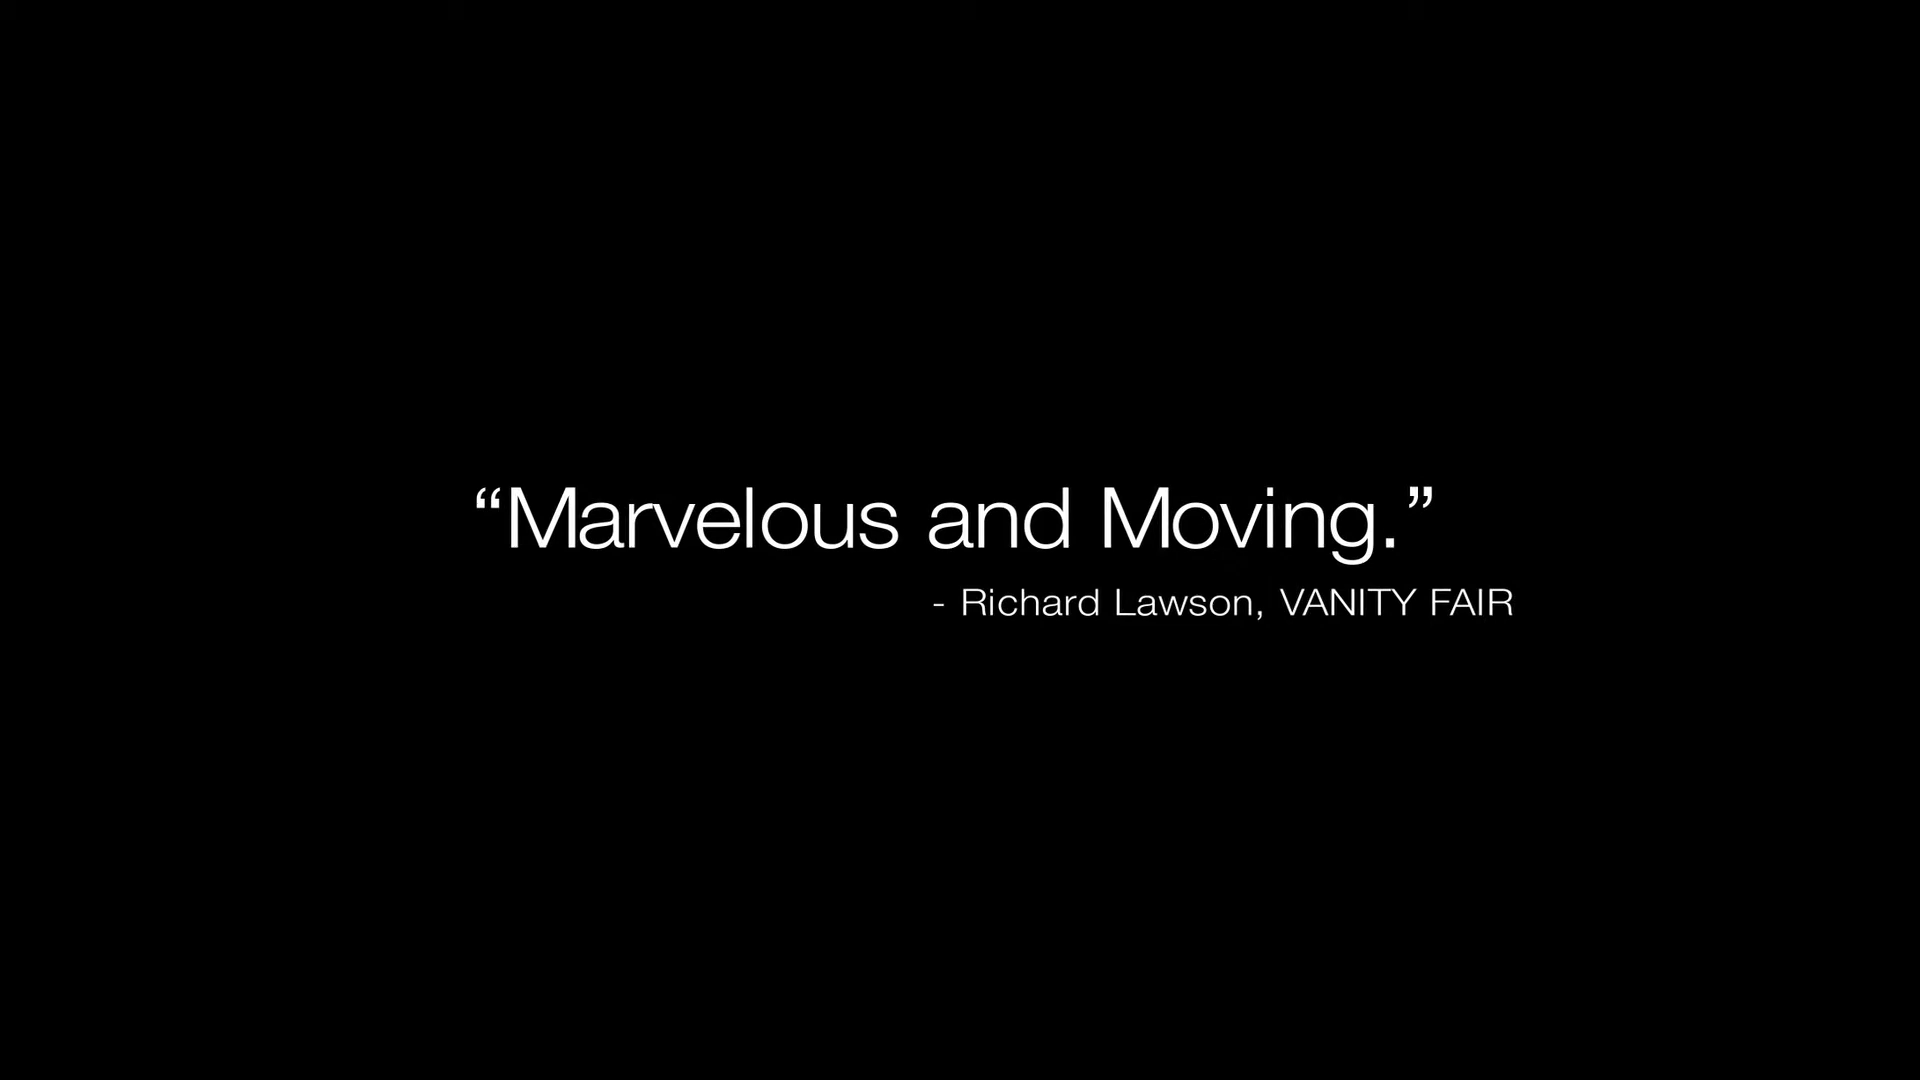 “Marvelous and Moving.”
- Richard Lawson, VANITY FAIR